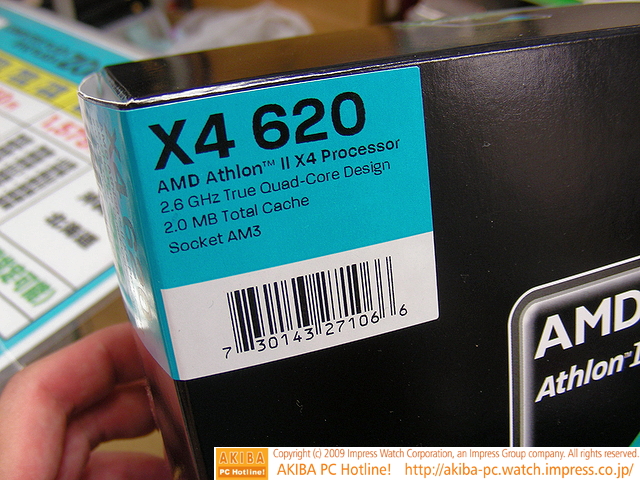 X4 620
AMD Athlon™ II X4 Processor
2.6 GHz True Quad-Core Design
2.0 MB Total Cache
Socket AM3
7 30143 27106 6
AMD
Athlon™ I
AKIBA
PC Hotline!
Copyright (c) 2009 Impress Watch Corporation, an Impress Group company. All rights reserved.
AKIBA PC Hotline! http://akiba-pc.watch.impress.co.jp/